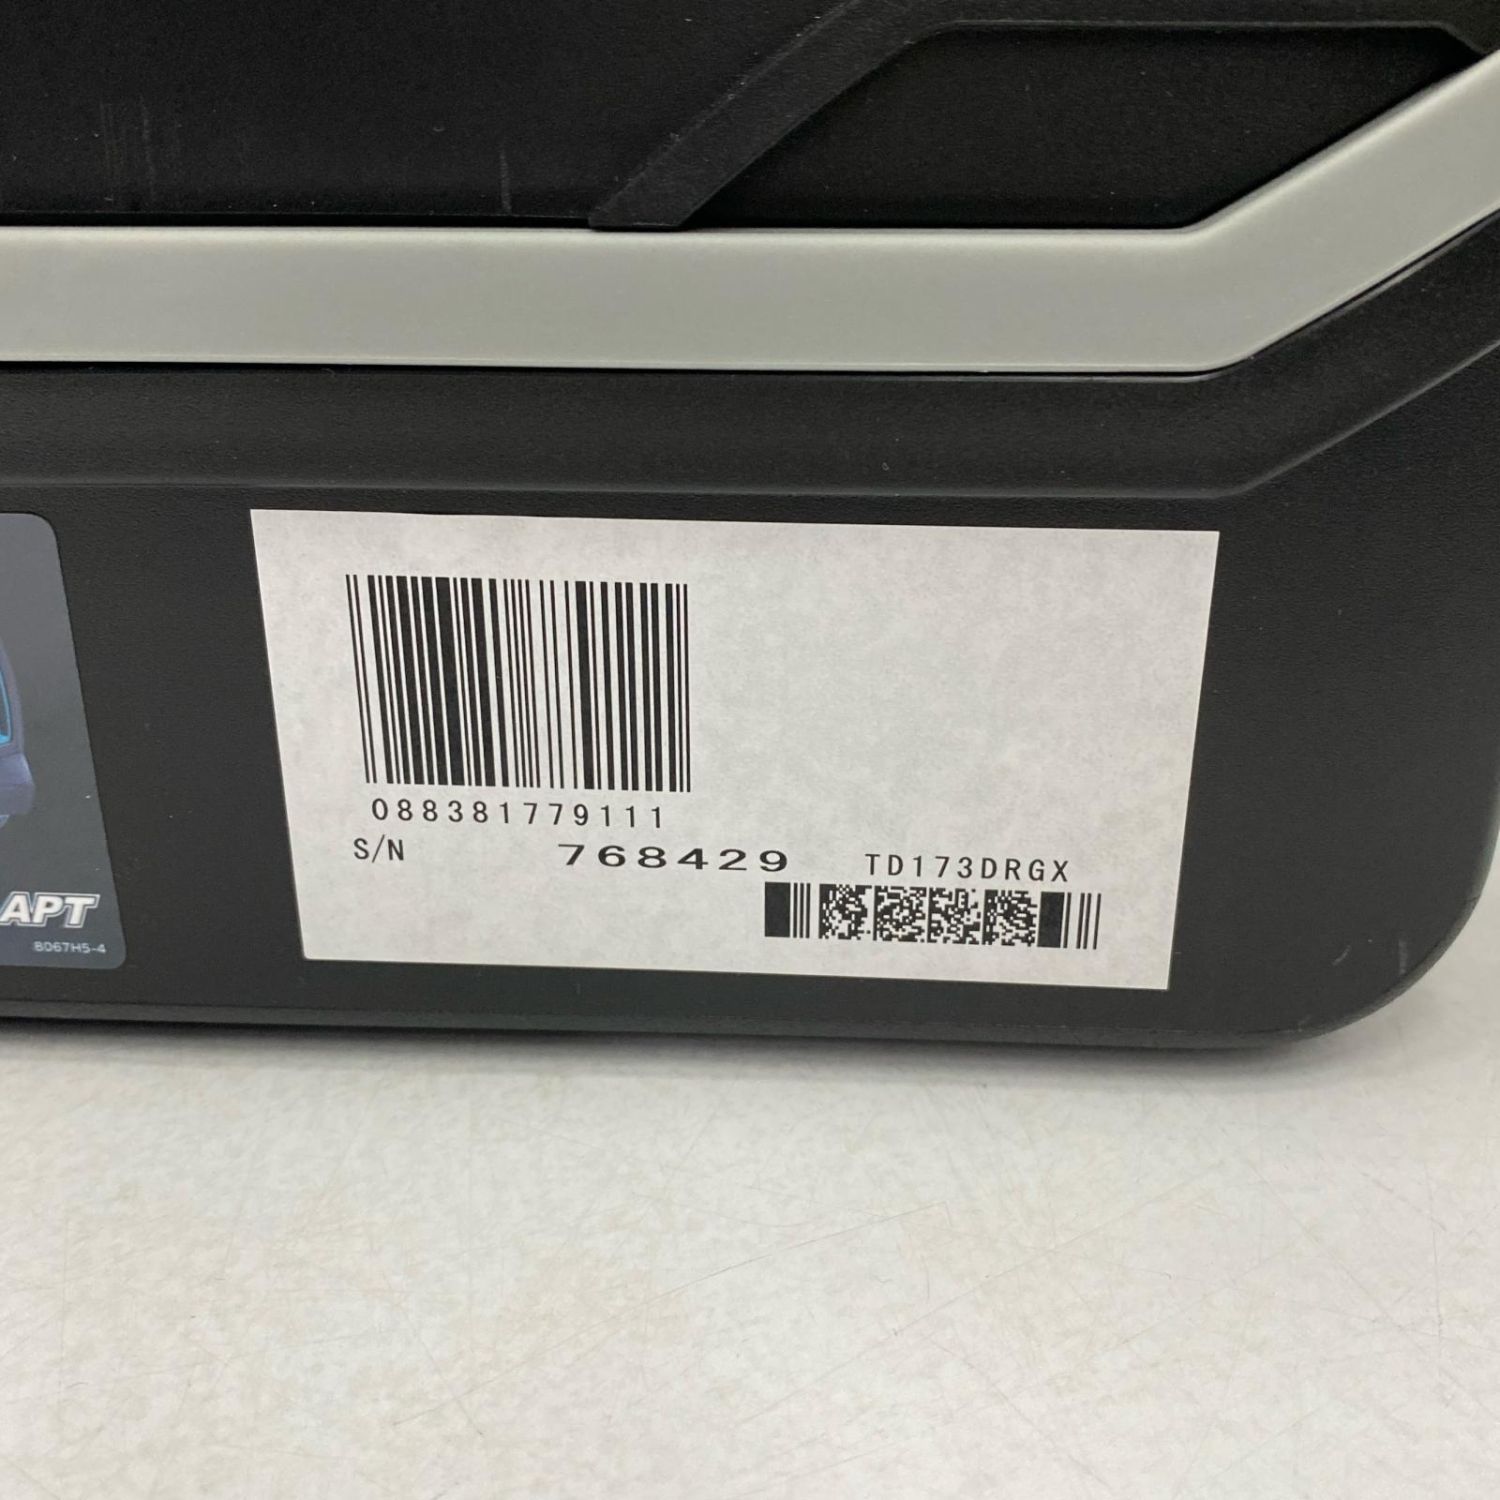 088381779111
S/N 768429 TD173DRGX
APT
8067H5-4